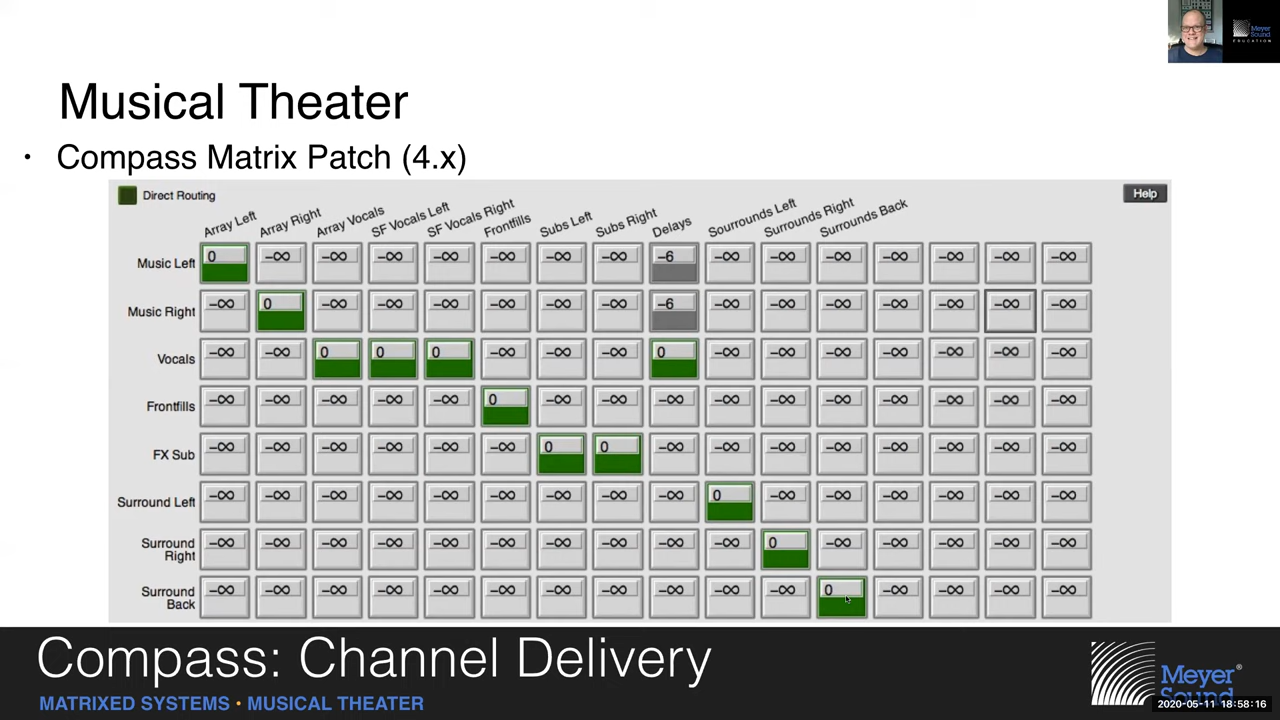 Meyer Sound
EDUCATION
Musical Theater
• Compass Matrix Patch (4.x)
Direct Routing
Help
Array Left Array Right Array Vocals SF Vocals Left SF Vocals Right Frontfills Subs Left Subs Right Delays Sourrounds Left Surrounds Right Surrounds Back
Music Left 0 -∞ -∞ -∞ -∞ -∞ -∞ -∞ -6 -∞ -∞ -∞ -∞ -∞ -∞ -∞
Music Right -∞ 0 -∞ -∞ -∞ -∞ -∞ -∞ -6 -∞ -∞ -∞ -∞ -∞ -∞ -∞
Vocals -∞ -∞ 0 0 0 -∞ -∞ -∞ 0 -∞ -∞ -∞ -∞ -∞ -∞ -∞
Frontfills -∞ -∞ -∞ -∞ -∞ 0 -∞ -∞ -∞ -∞ -∞ -∞ -∞ -∞ -∞ -∞
FX Sub -∞ -∞ -∞ -∞ -∞ -∞ 0 0 -∞ -∞ -∞ -∞ -∞ -∞ -∞ -∞
Surround Left -∞ -∞ -∞ -∞ -∞ -∞ -∞ -∞ -∞ 0 -∞ -∞ -∞ -∞ -∞ -∞
Surround Right -∞ -∞ -∞ -∞ -∞ -∞ -∞ -∞ -∞ -∞ 0 -∞ -∞ -∞ -∞ -∞
Surround Back -∞ -∞ -∞ -∞ -∞ -∞ -∞ -∞ -∞ -∞ -∞ 0 -∞ -∞ -∞ -∞
Compass: Channel Delivery
MATRIXED SYSTEMS • MUSICAL THEATER
Meyer®
Sound
2020-05-11 18:58:16